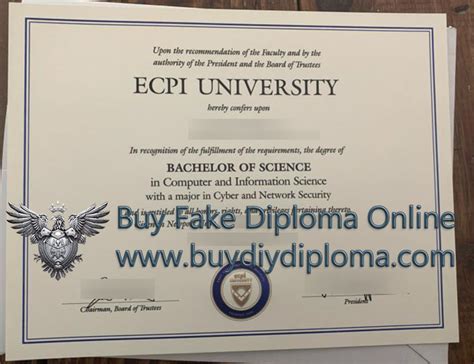 Upon the recommendation of the Faculty and by the
authority of the President and the Board of Trustees
ECPI UNIVERSITY
hereby confers upon
In recognition of the fulfillment of the requirements, the degree of
BACHELOR OF SCIENCE
in Computer and Information Science
with a major in Cyber and Network Security
Buy Fake Diploma Online
www.buydiydiploma.com
ecpi
UNIVERSITY
Chairman, Board of Trustees
President